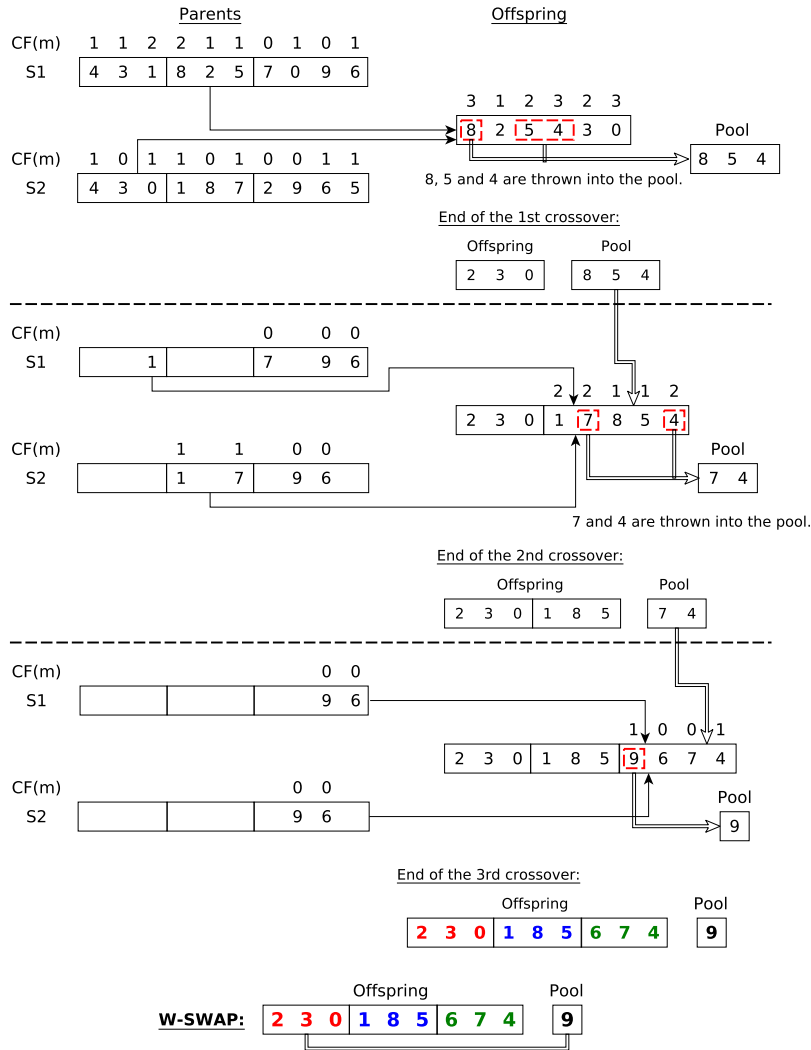 Parents Offspring
CF(m) 1 1 2 2 1 1 0 1 0 1
S1 4 3 1 8 2 5 7 0 9 6
3 1 2 3 2 3
8 2 5 4 3 0
Pool
8 5 4
CF(m) 1 0 1 1 0 1 0 0 1 1
S2 4 3 0 1 8 7 2 9 6 5
8, 5 and 4 are thrown into the pool.
End of the 1st crossover:
Offspring Pool
2 3 0 8 5 4
CF(m) 0 0 0
S1 1 7 9 6
2 2 1 1 2
2 3 0 1 7 8 5 4
CF(m) 1 1 0 0
S2 1 7 9 6
Pool
7 4
7 and 4 are thrown into the pool.
End of the 2nd crossover:
Offspring Pool
2 3 0 1 8 5 7 4
CF(m) 0 0
S1 9 6
1 0 0 1
2 3 0 1 8 5 9 6 7 4
CF(m) 0 0
S2 9 6
Pool
9
End of the 3rd crossover:
Offspring Pool
2 3 0 1 8 5 6 7 4 9
Offspring Pool
W-SWAP: 2 3 0 1 8 5 6 7 4 9